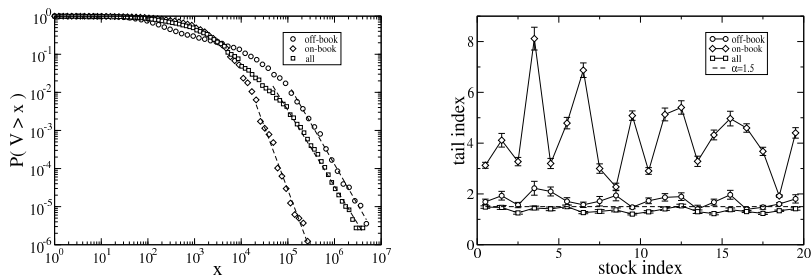 10^0
10^-1
10^-2
10^-3
10^-4
10^-5
10^-6
P( V > x )
10^0 10^1 10^2 10^3 10^4 10^5 10^6 10^7
x
off-book
on-book
all
8
6
4
2
0
tail index
0 5 10 15 20
stock index
off-book
on-book
all
α=1.5